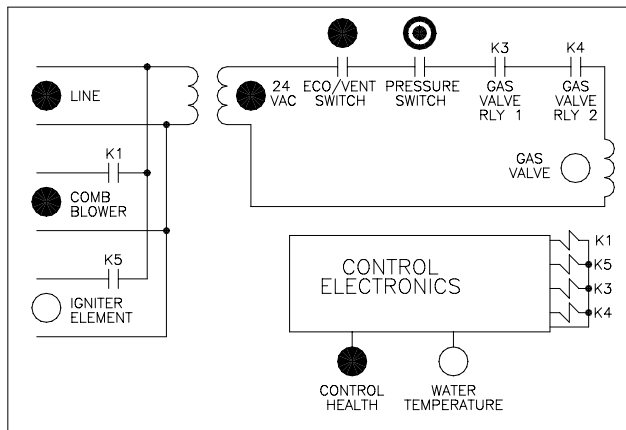 LINE
K1
COMB
BLOWER
K5
IGNITER
ELEMENT
24
VAC
ECO/VENT
SWITCH
PRESSURE
SWITCH
K3
GAS
VALVE
RLY 1
K4
GAS
VALVE
RLY 2
GAS
VALVE
CONTROL
ELECTRONICS
K1
K5
K3
K4
CONTROL
HEALTH
WATER
TEMPERATURE